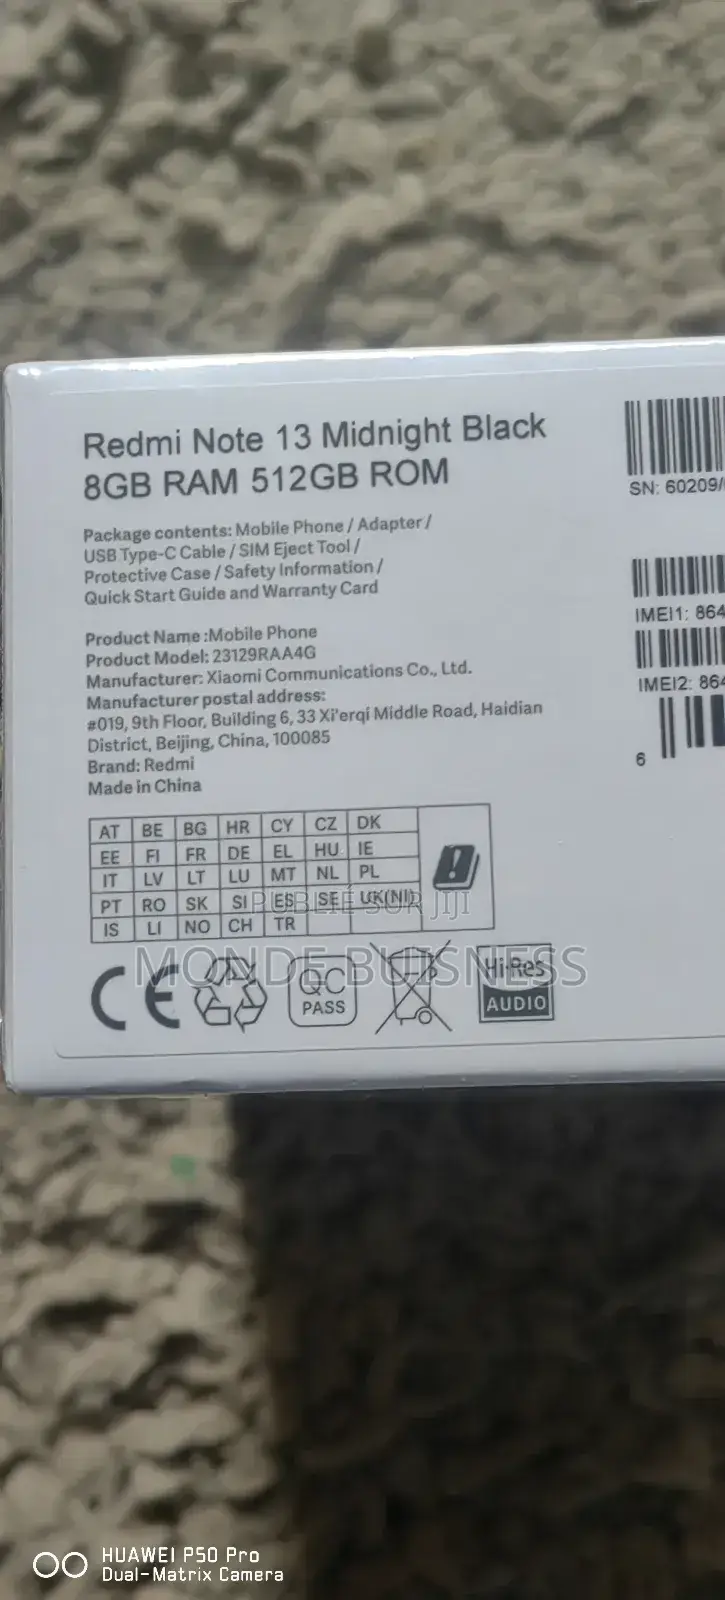 Redmi Note 13 Midnight Black
8GB RAM 512GB ROM
Package contents: Mobile Phone / Adapter /
USB Type-C Cable / SIM Eject Tool /
Protective Case / Safety Information /
Quick Start Guide and Warranty Card
Product Name :Mobile Phone
Product Model: 23129RAA4G
Manufacturer: Xiaomi Communications Co., Ltd.
Manufacturer postal address:
#019, 9th Floor, Building 6, 33 Xi'erqi Middle Road, Haidian
District, Beijing, China, 100085
Brand: Redmi
Made in China
SN: 60209/
IMEI1: 864
IMEI2: 864
6
AT BE BG HR CY CZ DK
EE FI FR DE EL HU IE
IT LV LT LU MT NL PL
PT RO SK SI ES SE UK(NI)
IS LI NO CH TR
PUBLIÉ SUR JIJI
MONDE BUISNESS
CE
QC
PASS
Hi-Res
AUDIO
HUAWEI P50 Pro
Dual-Matrix Camera